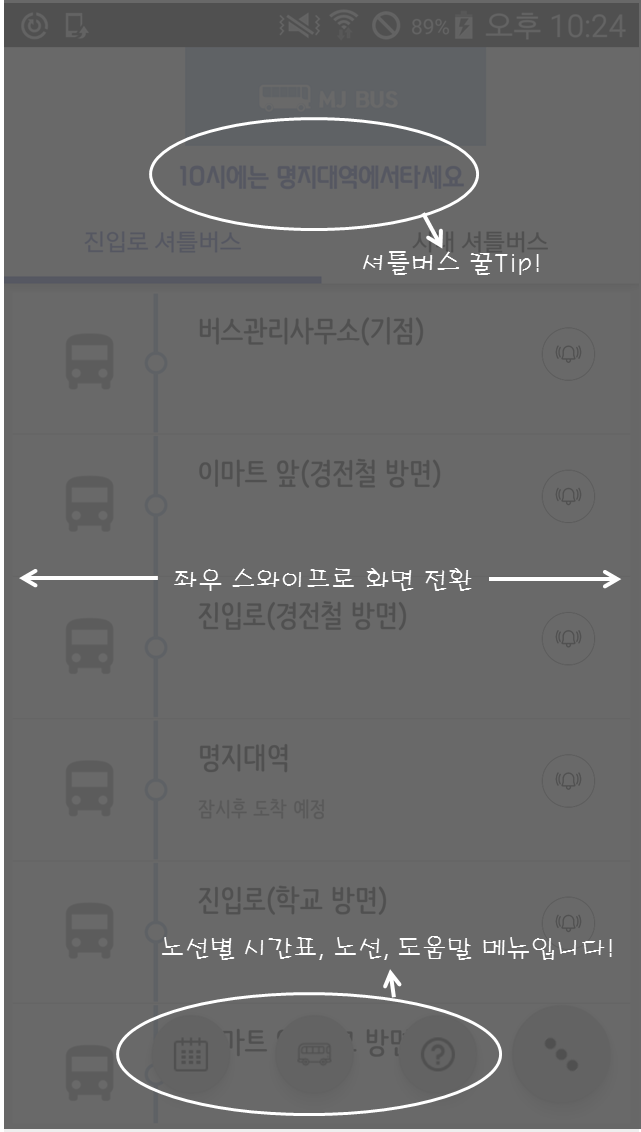 89% 오후 10:24
MJ BUS
10시에는 명지대역에서타세요
진입로 셔틀버스 시내 셔틀버스
셔틀버스 꿀Tip!
버스관리사무소(기점)
이마트 앞(경전철 방면)
좌우 스와이프로 화면 전환
진입로(경전철 방면)
명지대역
잠시후 도착 예정
진입로(학교 방면)
노선별 시간표, 노선, 도움말 메뉴입니다!
마트 방면